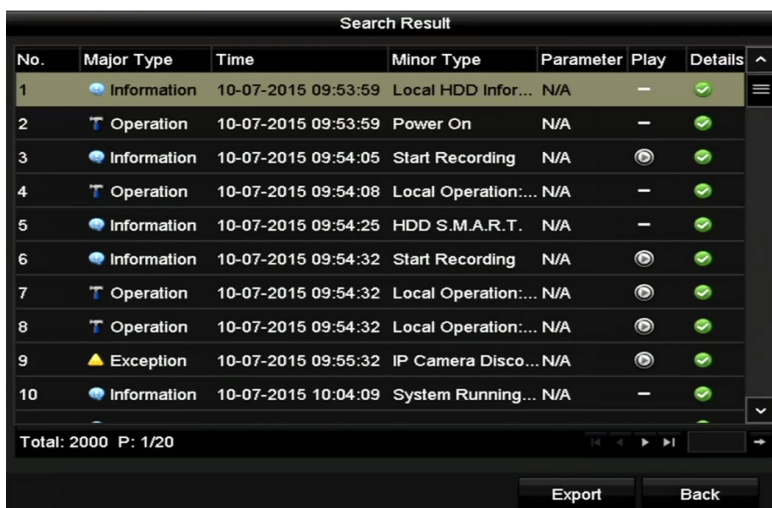 Search Result
No. Major Type Time Minor Type Parameter Play Details
1 Information 10-07-2015 09:53:59 Local HDD Infor... N/A –
2 Operation 10-07-2015 09:53:59 Power On N/A –
3 Information 10-07-2015 09:54:05 Start Recording N/A
4 Operation 10-07-2015 09:54:08 Local Operation:... N/A –
5 Information 10-07-2015 09:54:25 HDD S.M.A.R.T. N/A –
6 Information 10-07-2015 09:54:32 Start Recording N/A
7 Operation 10-07-2015 09:54:32 Local Operation:... N/A
8 Operation 10-07-2015 09:54:32 Local Operation:... N/A
9 Exception 10-07-2015 09:55:32 IP Camera Disco... N/A
10 Information 10-07-2015 10:04:09 System Running... N/A –
Total: 2000 P: 1/20
Export Back